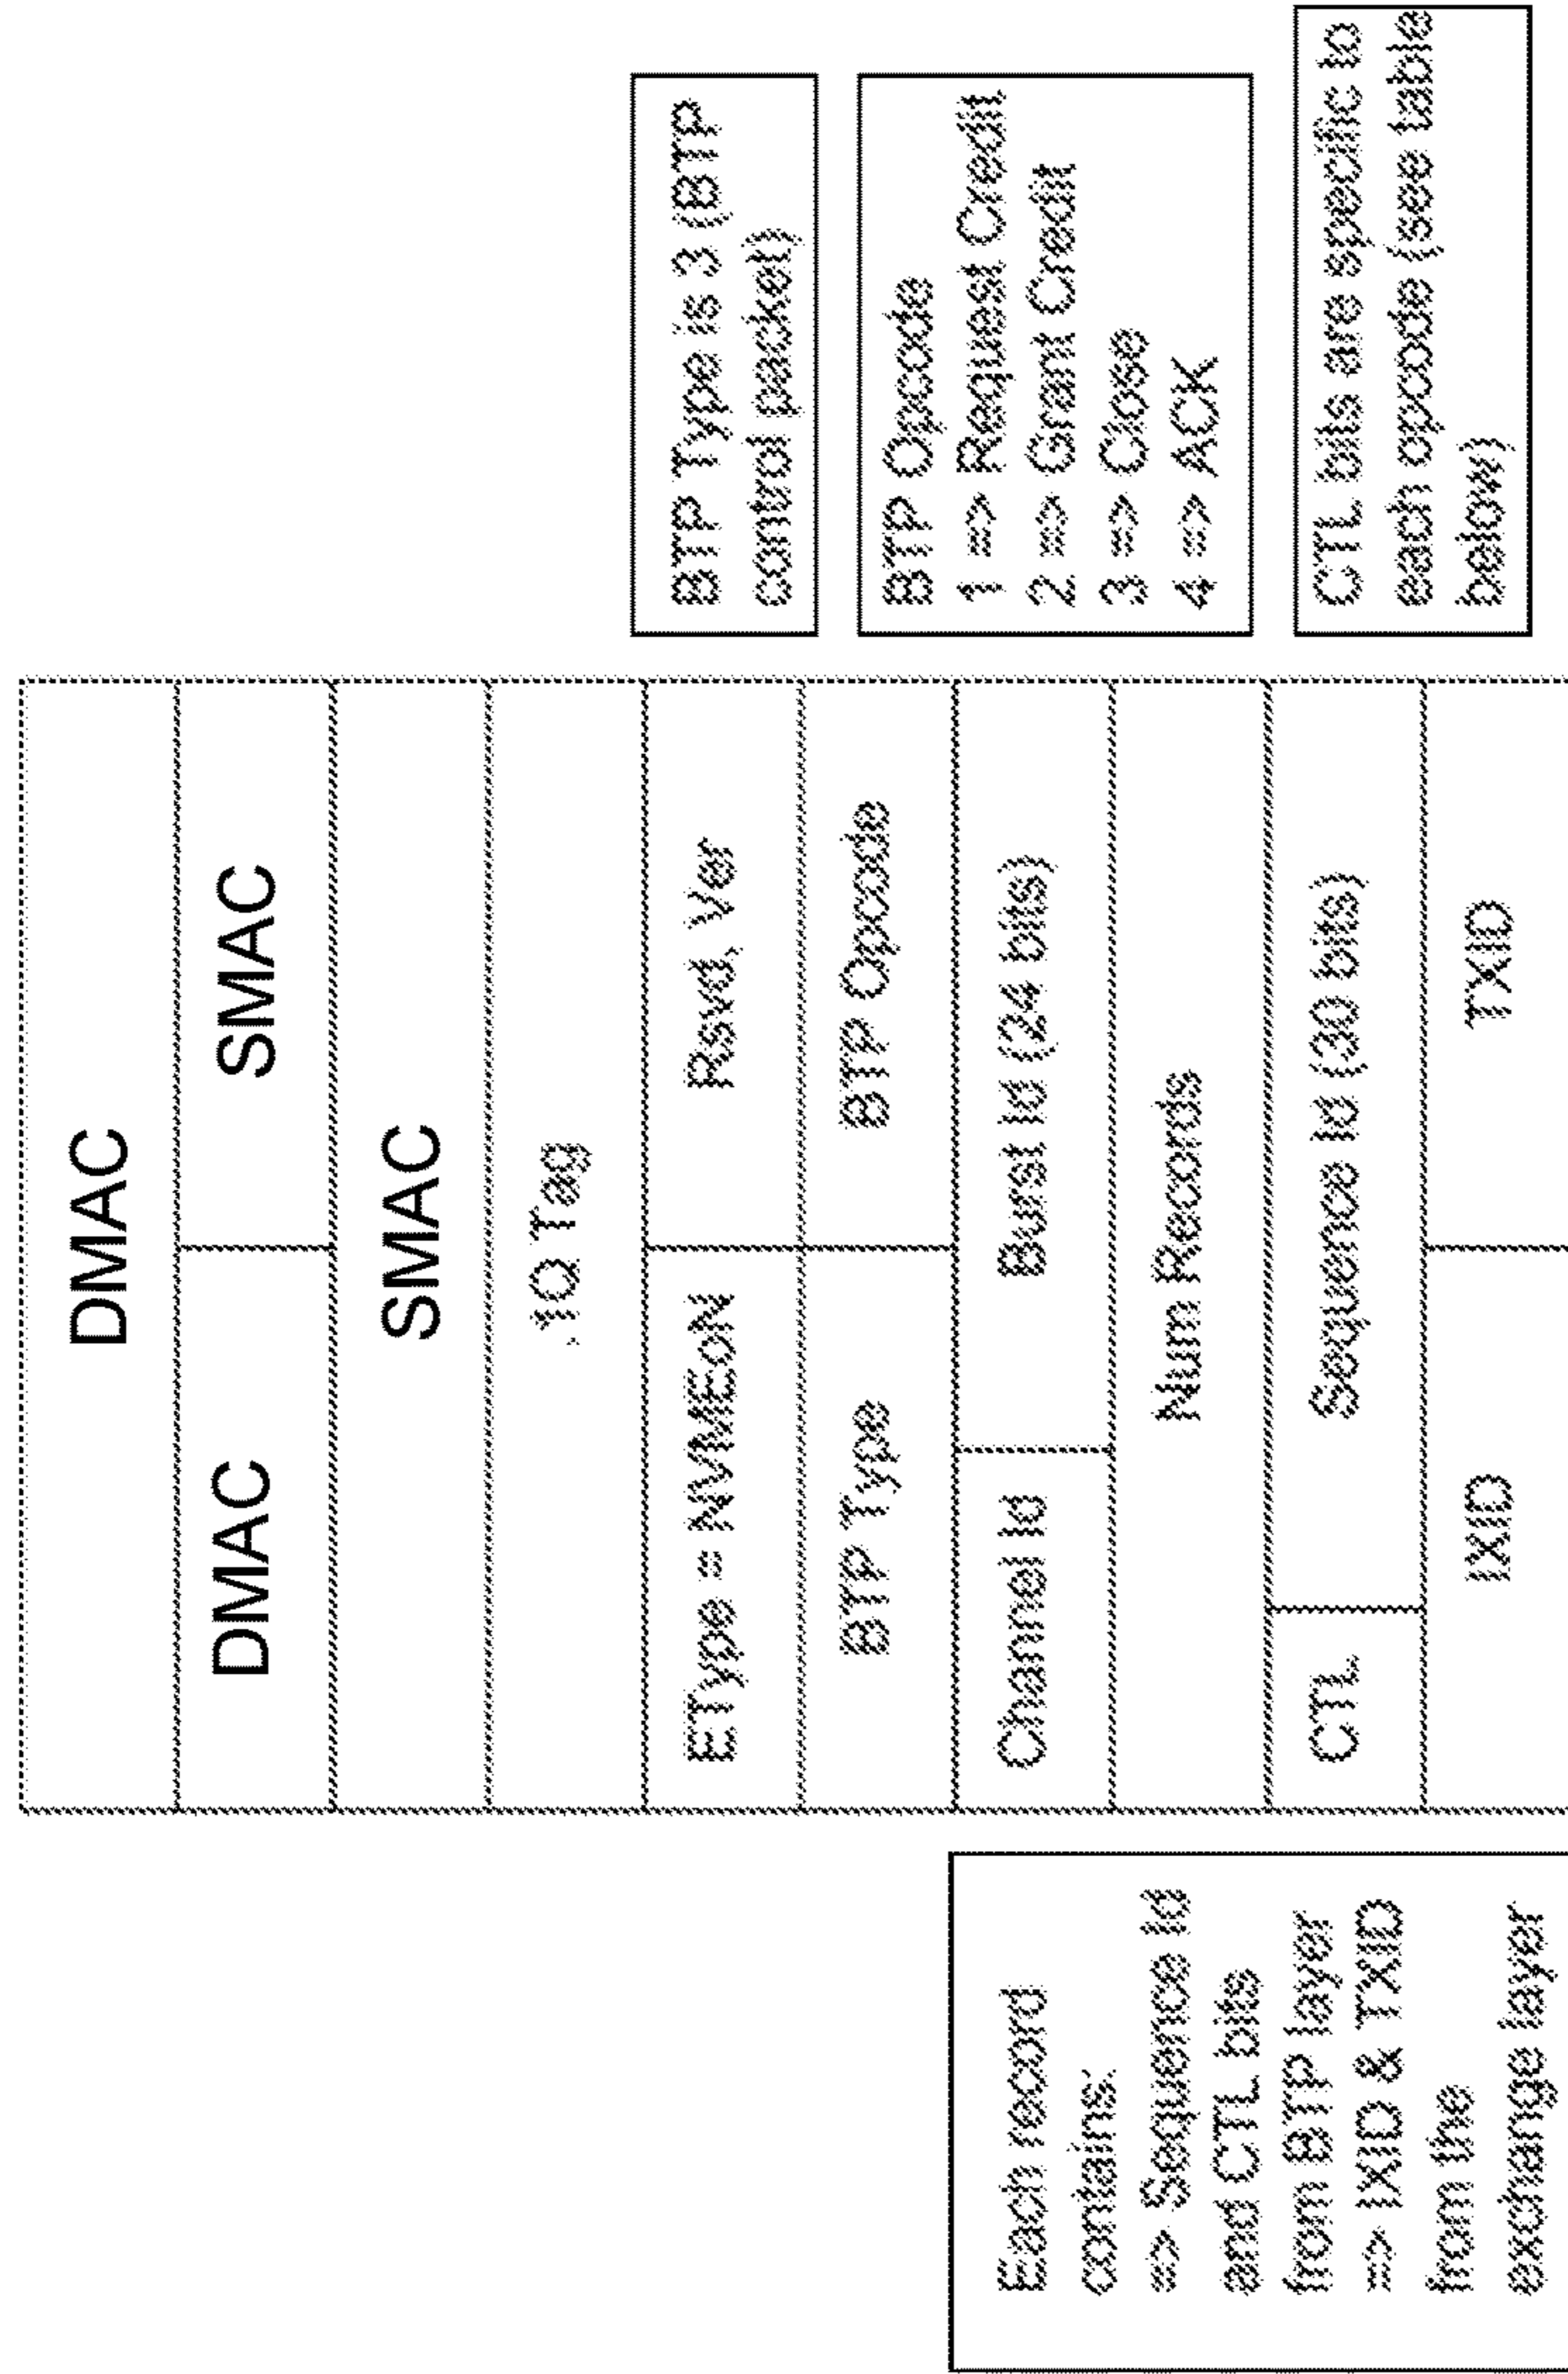 DMAC
DMAC SMAC
SMAC
.1Q Tag
EType = NVMEoN Rsvd, Ver
BTP Type BTP Opcode
Channel Id Burst Id (24 bits)
Num Records
CTL Sequence Id (30 bits)
IXID TXID
BTP Type is 3 (BTP
control packet)
BTP Opcode
1 => Request Credit
2 => Grant Credit
3 => Close
4 => ACK
CTL bits are specific to
each opcode (see table
below)
Each record
contains:
=> Sequence Id
and CTL bits
from BTP layer
=> IXID & TXID
from the
exchange layer